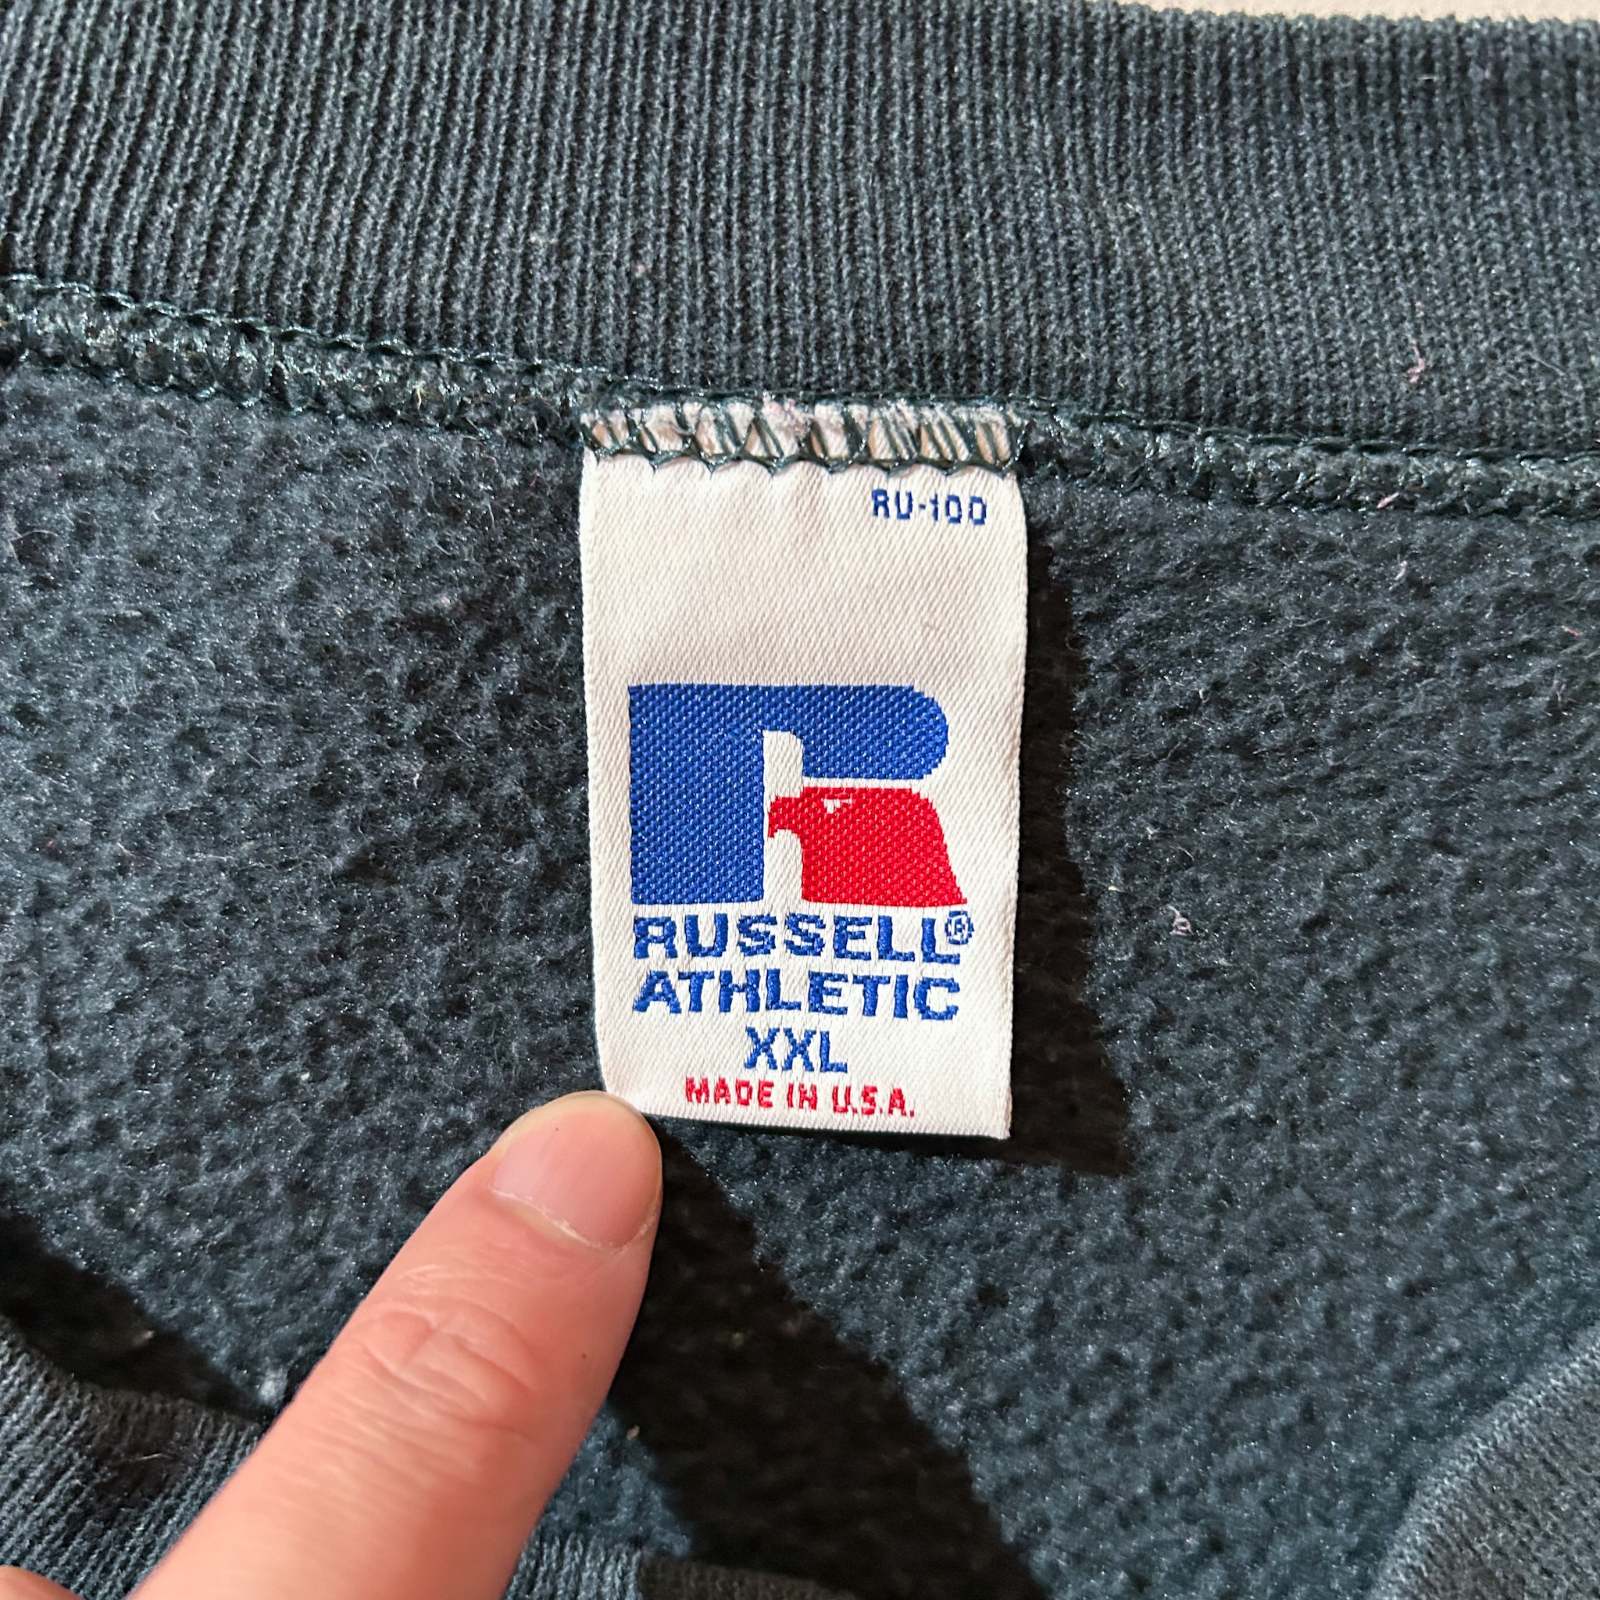 RU-100
RUSSELL®
ATHLETIC
XXL
MADE IN U.S.A.